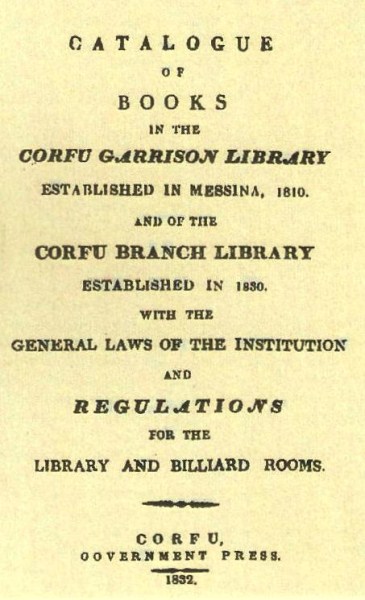 CATALOGUE
OF
BOOKS
IN THE
CORFU GARRISON LIBRARY
ESTABLISHED IN MESSINA, 1810.
AND OF THE
CORFU BRANCH LIBRARY
ESTABLISHED IN 1830.
WITH THE
GENERAL LAWS OF THE INSTITUTION
AND
REGULATIONS
FOR THE
LIBRARY AND BILLIARD ROOMS.
CORFU,
GOVERNMENT PRESS.
1832.